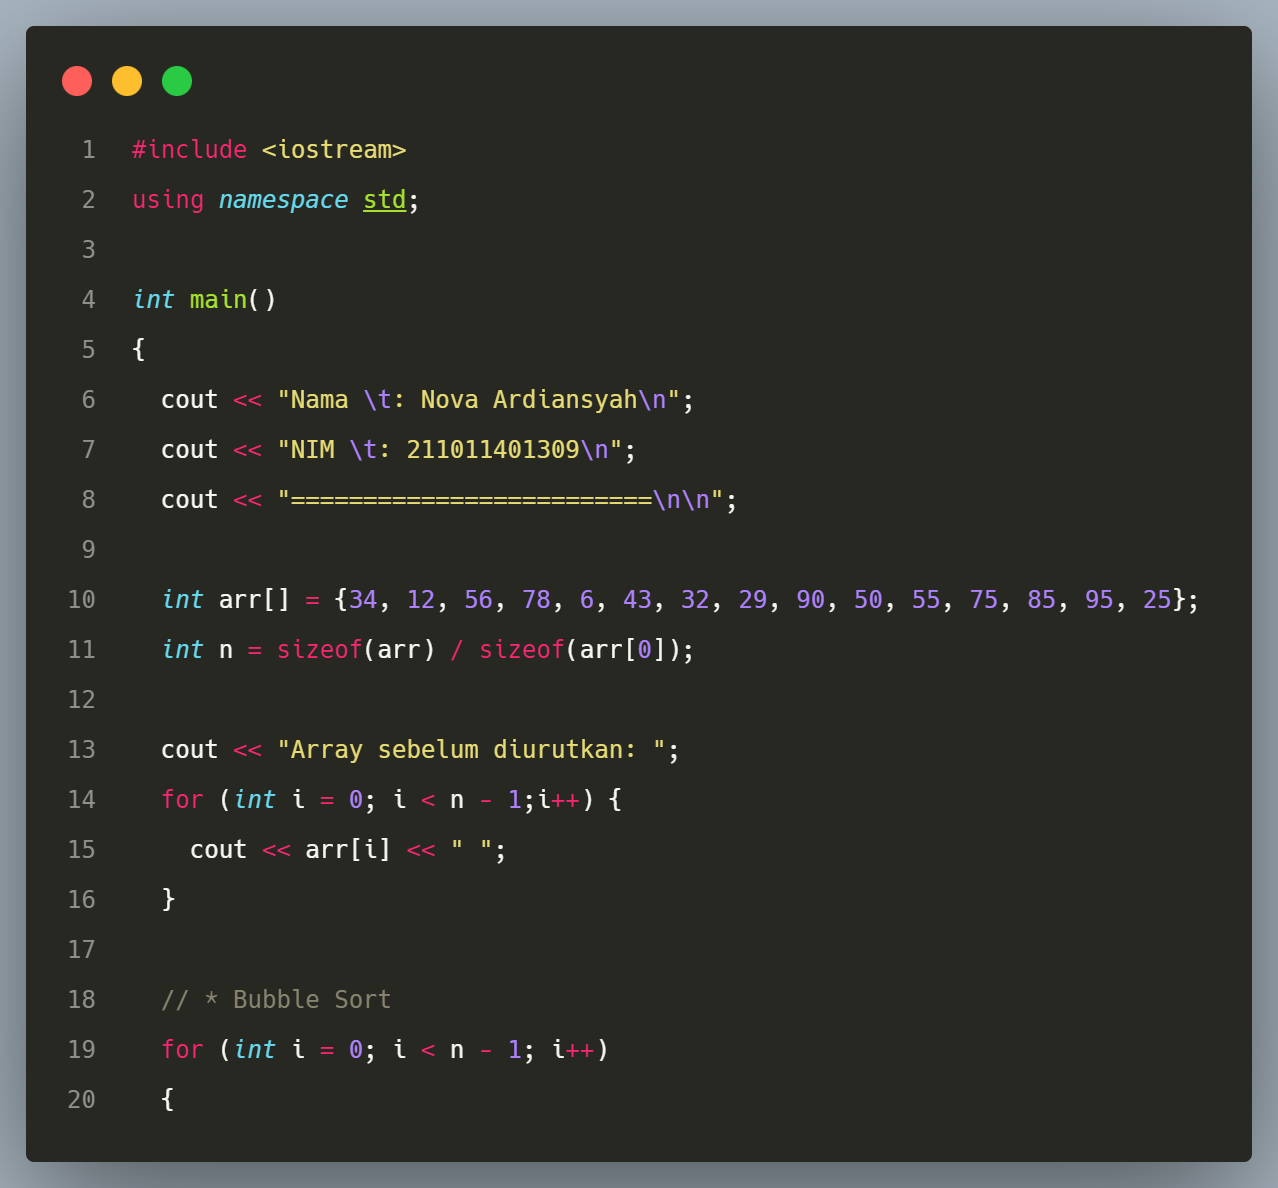 1 #include <iostream>
2 using namespace std;
3
4 int main()
5 {
6   cout << "Nama \t: Nova Ardiansyah\n";
7   cout << "NIM \t: 211011401309\n";
8   cout << "=========================\n\n";
9
10   int arr[] = {34, 12, 56, 78, 6, 43, 32, 29, 90, 50, 55, 75, 85, 95, 25};
11   int n = sizeof(arr) / sizeof(arr[0]);
12
13   cout << "Array sebelum diurutkan: ";
14   for (int i = 0; i < n - 1;i++) {
15     cout << arr[i] << " ";
16   }
17
18   // * Bubble Sort
19   for (int i = 0; i < n - 1; i++)
20   {